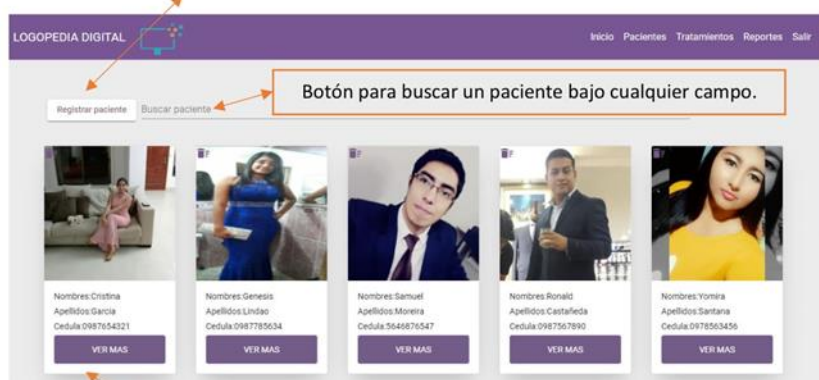 LOGOPEDIA DIGITAL
Inicio Pacientes Tratamientos Reportes Salir
Botón para buscar un paciente bajo cualquier campo.
Registrar paciente
Buscar paciente
Nombres:Cristina
Apellidos:Garcia
Cedula:0987654321
VER MAS
Nombres:Genesis
Apellidos:Lindao
Cedula:0987785634
VER MAS
Nombres:Samuel
Apellidos:Moreira
Cedula:5646876547
VER MAS
Nombres:Ronald
Apellidos:Castañeda
Cedula:0987567890
VER MAS
Nombres:Yomira
Apellidos:Santana
Cedula:0978563456
VER MAS